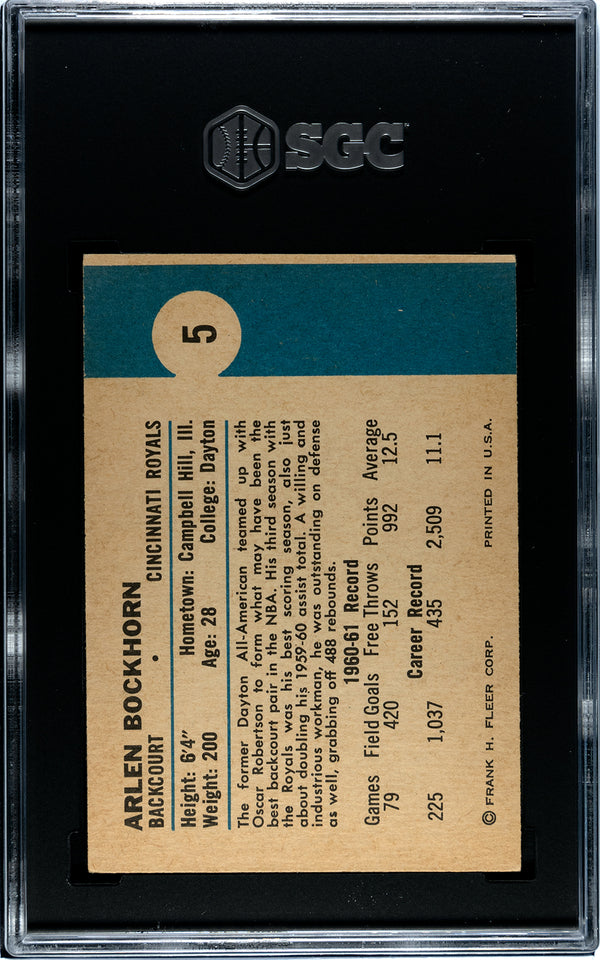 SGC
5
ARLEN BOCKHORN
BACKCOURT • CINCINNATI ROYALS
Height: 6'4" Hometown: Campbell Hill, Ill.
Weight: 200 Age: 28 College: Dayton
The former Dayton All-American teamed up with
Oscar Robertson to form what may have been the
best backcourt pair in the NBA. His third season with
the Royals was his best scoring season, also just
about doubling his 1959-60 assist total. A willing and
industrious workman, he was outstanding on defense
as well, grabbing off 488 rebounds.
1960-61 Record
Games Field Goals Free Throws Points Average
79 420 152 992 12.5
Career Record
225 1,037 435 2,509 11.1
© FRANK H. FLEER CORP. PRINTED IN U.S.A.